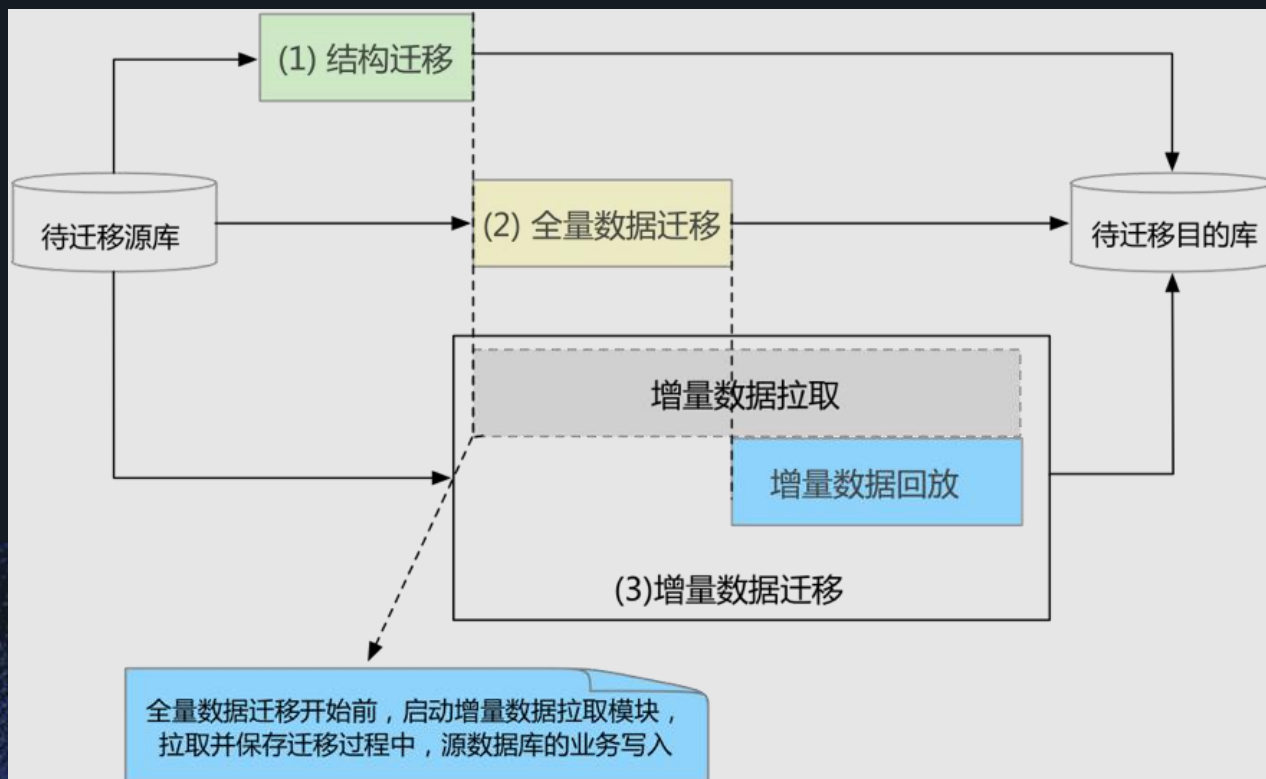 (1) 结构迁移
待迁移源库
(2) 全量数据迁移
待迁移目的库
增量数据拉取
增量数据回放
(3)增量数据迁移
全量数据迁移开始前，启动增量数据拉取模块，
拉取并保存迁移过程中，源数据库的业务写入